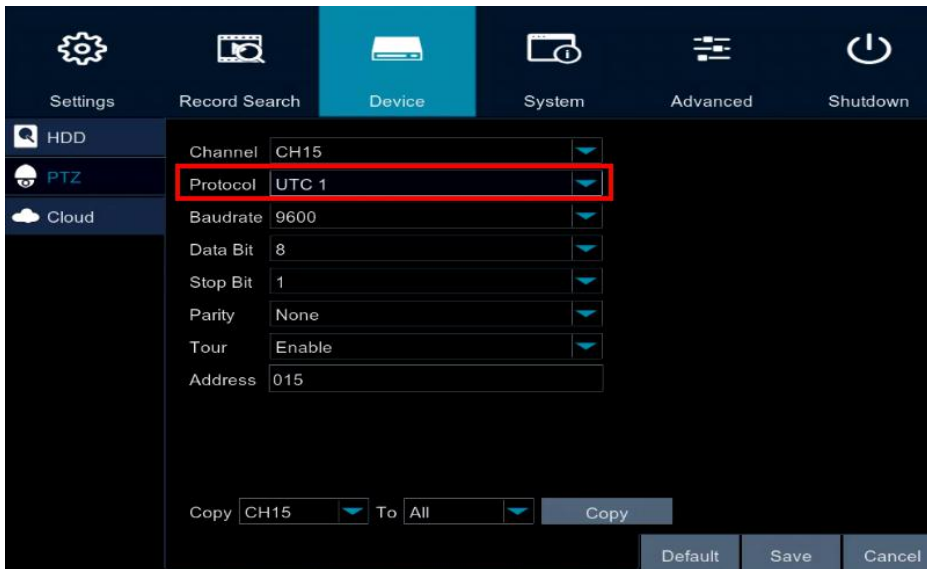 Settings Record Search Device System Advanced Shutdown
HDD
PTZ
Cloud
Channel CH15
Protocol UTC 1
Baudrate 9600
Data Bit 8
Stop Bit 1
Parity None
Tour Enable
Address 015
Copy CH15 To All Copy
Default Save Cancel